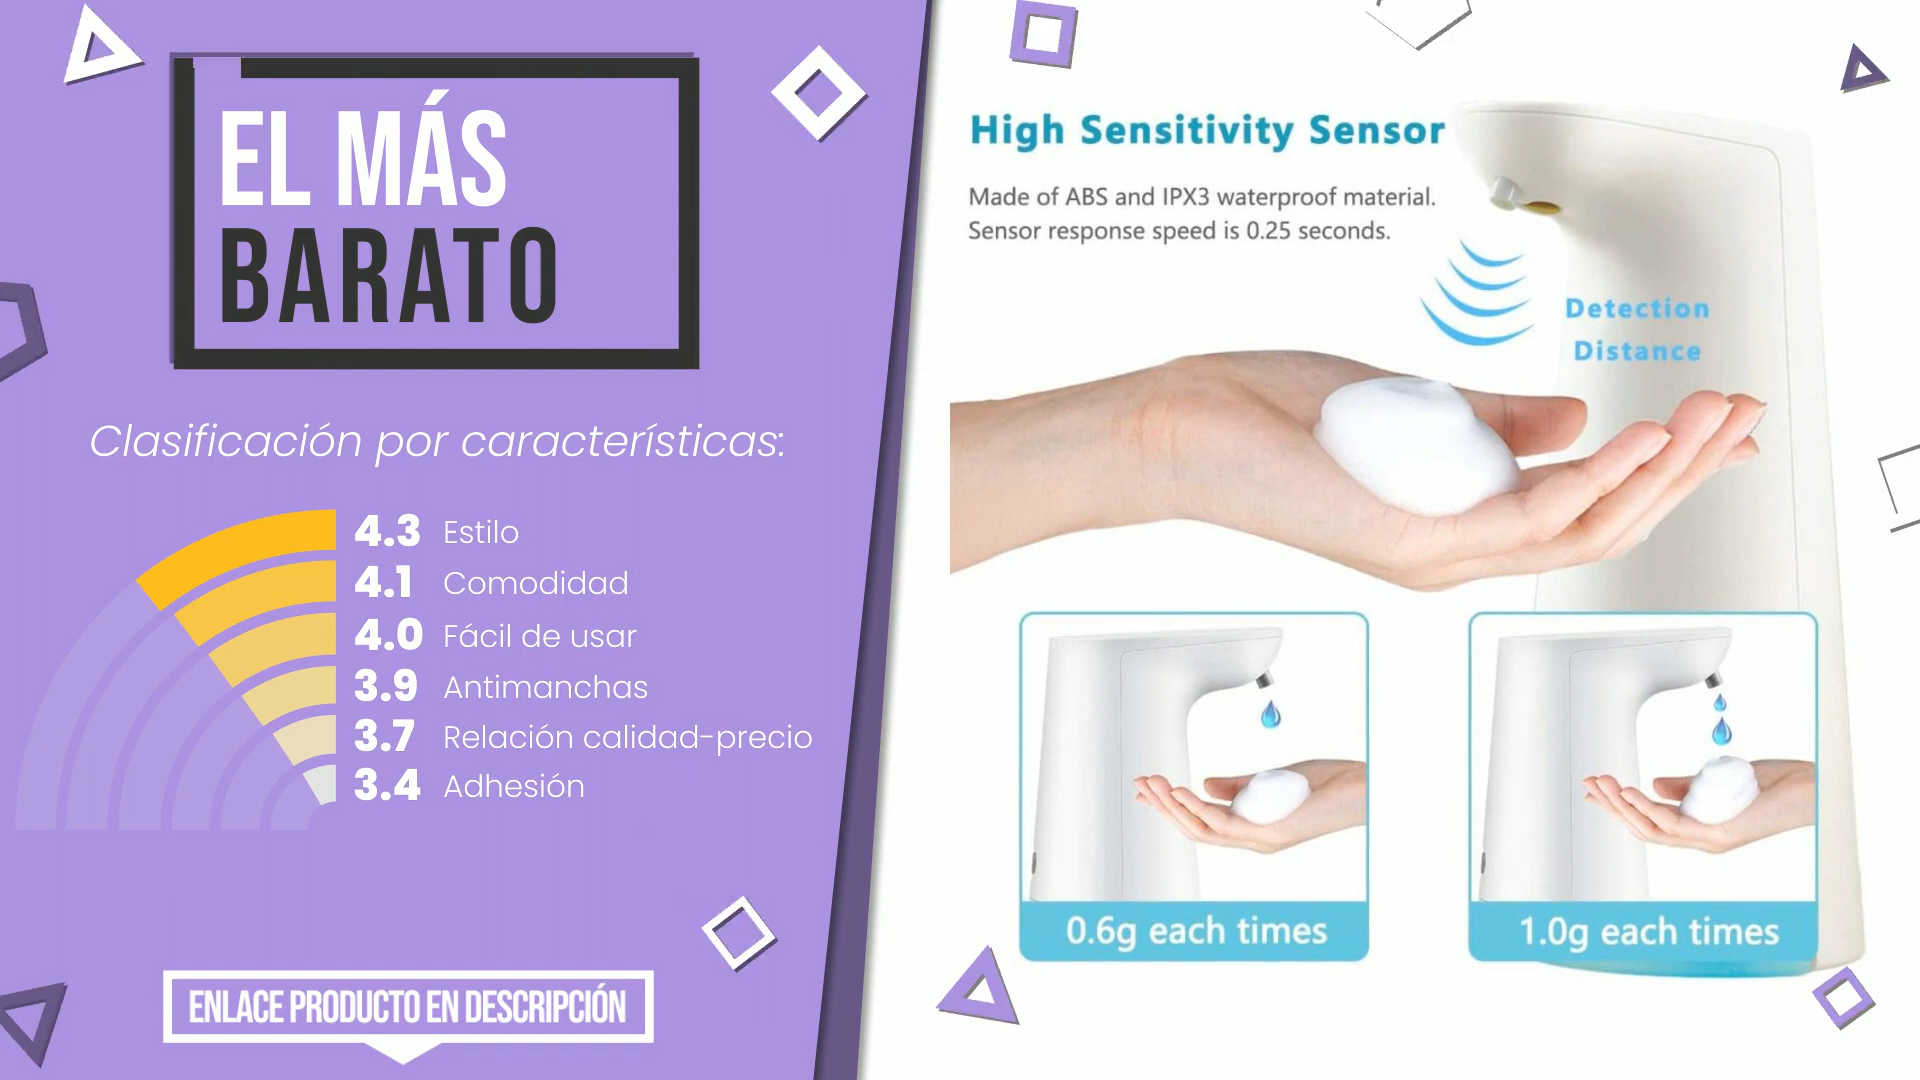 EL MÁS
BARATO
Clasificación por características:
4.3 Estilo
4.1 Comodidad
4.0 Fácil de usar
3.9 Antimanchas
3.7 Relación calidad-precio
3.4 Adhesión
ENLACE PRODUCTO EN DESCRIPCIÓN
High Sensitivity Sensor
Made of ABS and IPX3 waterproof material.
Sensor response speed is 0.25 seconds.
Detection
Distance
0.6g each times
1.0g each times